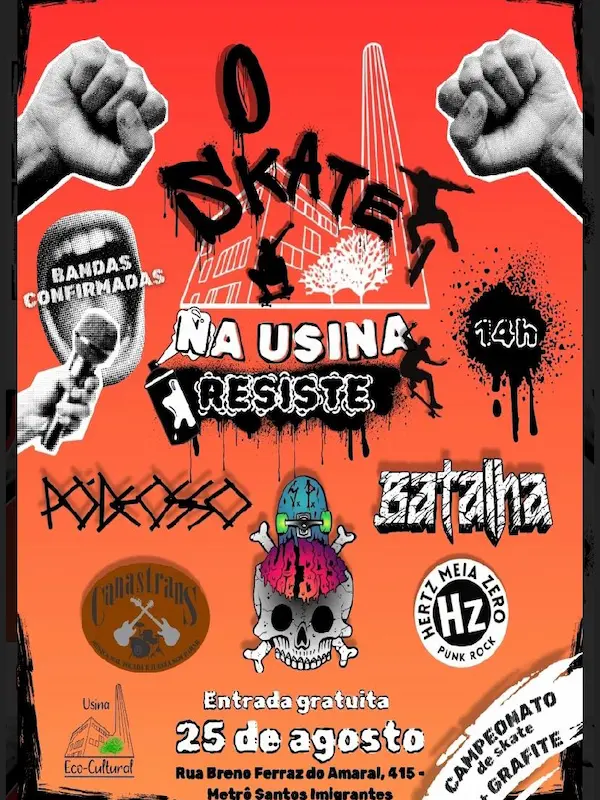 O
SKATE
NA USINA
RESISTE
BANDAS
CONFIRMADAS
14h
PÓDEOSSO
Batalha
Canastrans
HERTZ MEIA ZERO
Hz
PUNK ROCK
Entrada gratuita
25 de agosto
Rua Breno Ferraz do Amaral, 415 -
Metrô Santos Imigrantes
Usina
Eco-Cultural
CAMPEONATO
de skate
+ GRAFITE